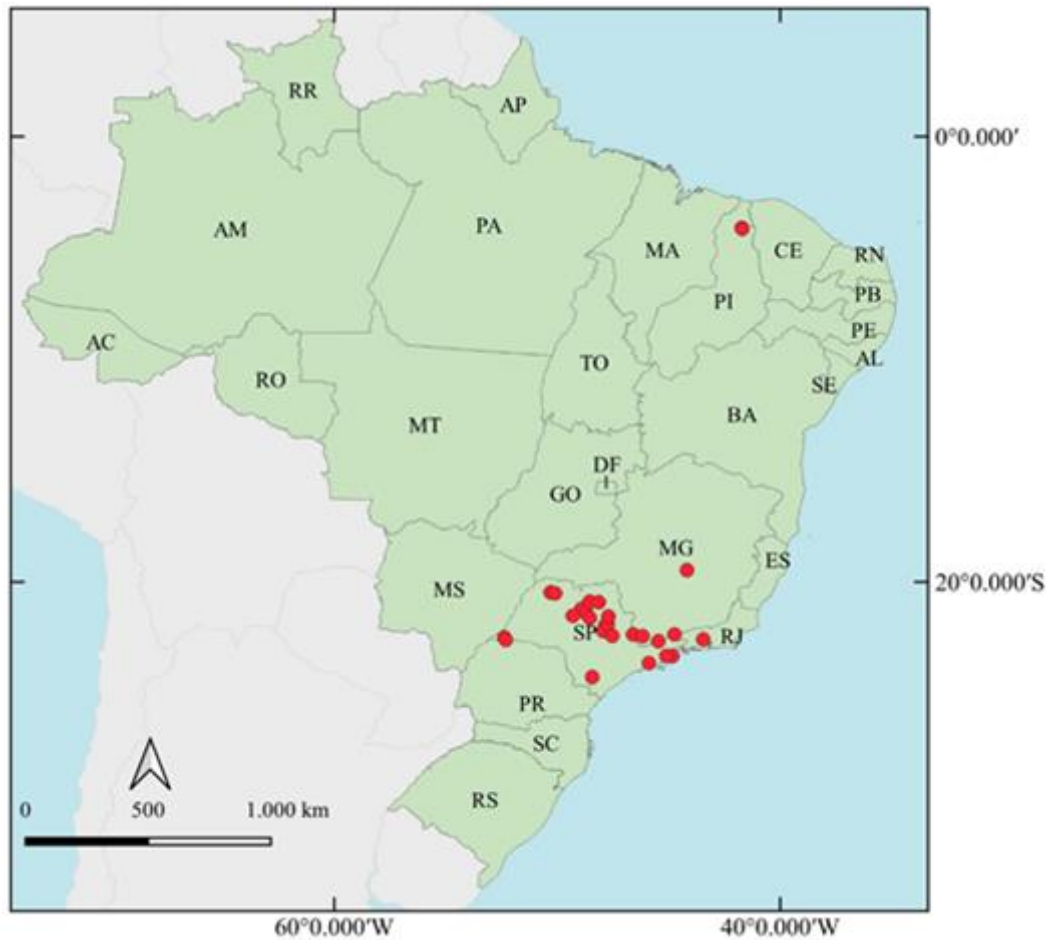 RR
AP
0°0.000′
AM
PA
MA
CE
RN
PI
PB
PE
AC
AL
TO
RO
SE
BA
MT
DF
GO
MG
ES
MS
20°0.000′S
SP
RJ
PR
SC
RS
0 500 1.000 km
60°0.000′W 40°0.000′W